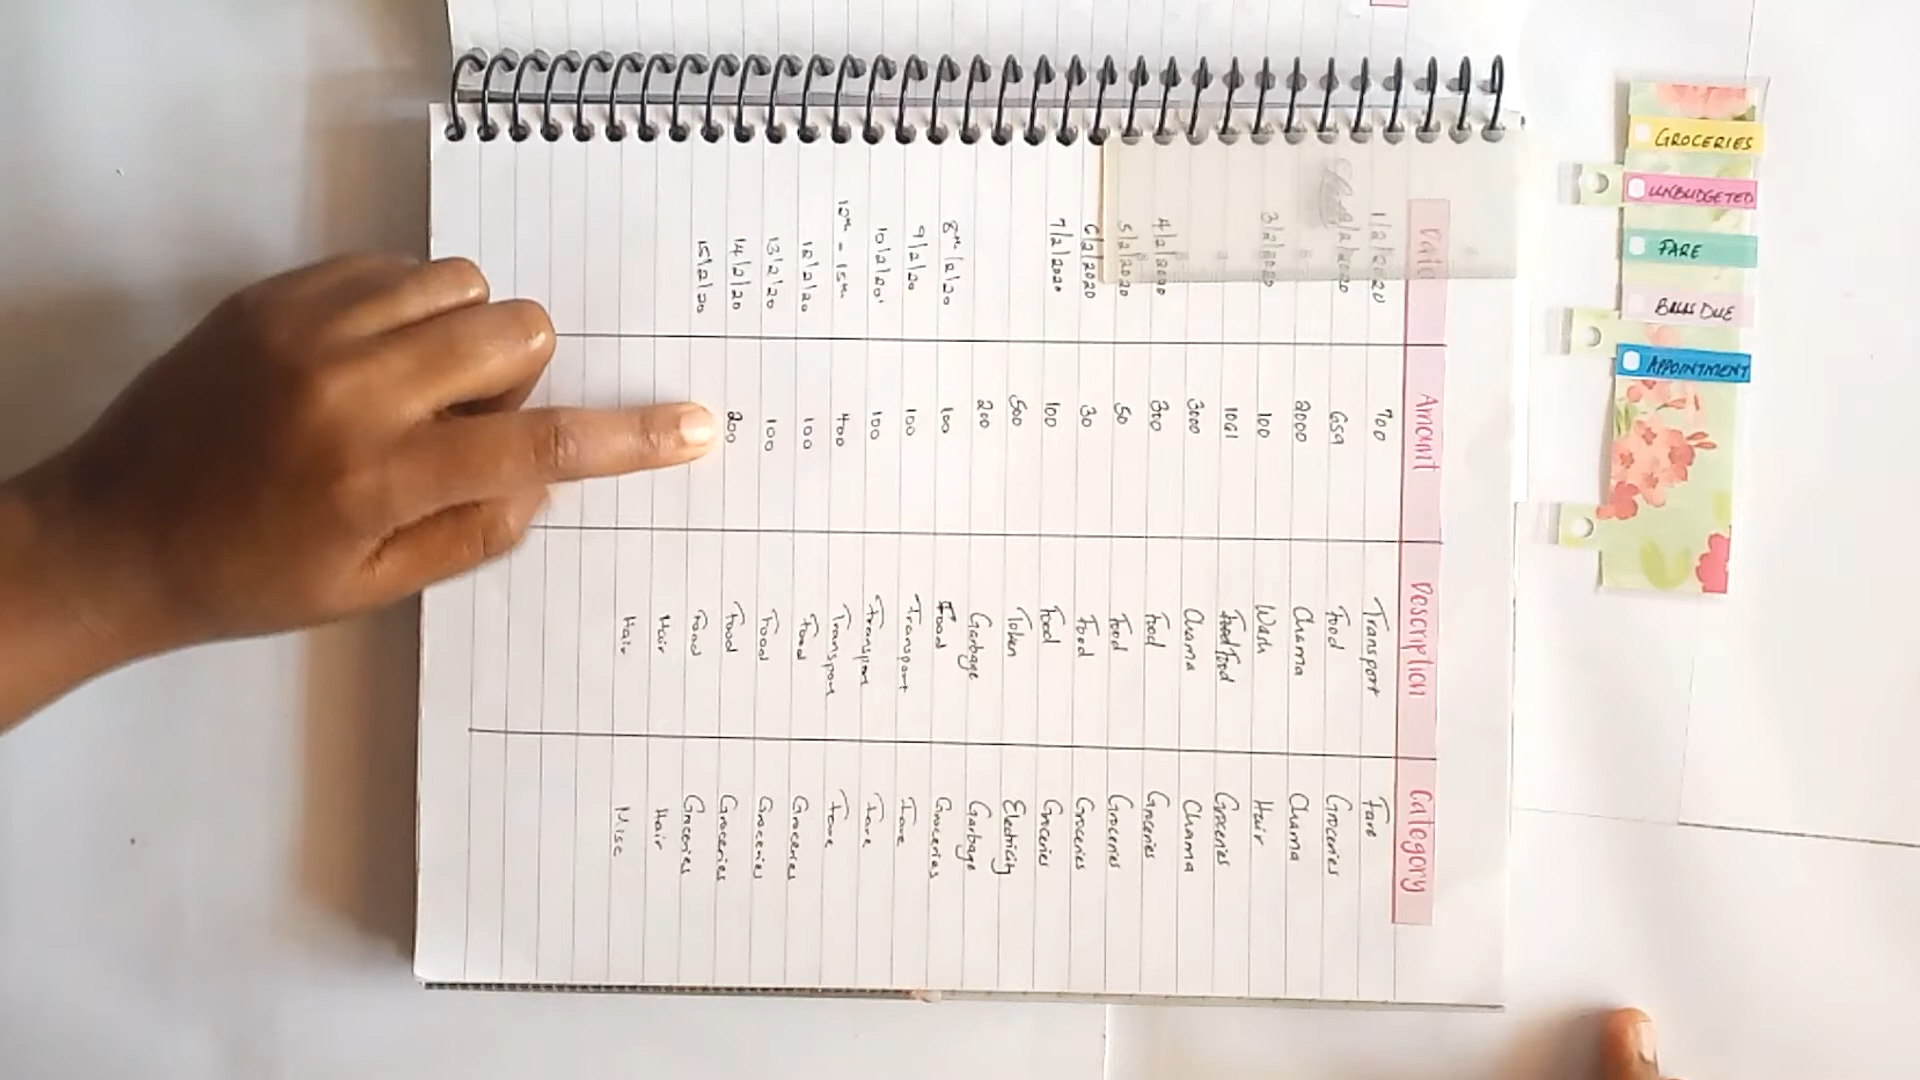 Date Amount Description Category
1/2/2020 700 Transport Fare
2/2/2020 659 Food Groceries
2000 Chama Chama
3/2/2020 100 Wash Hair
1061 Food Groceries
3000 Chama Chama
4/2/2020 300 Food Groceries
5/2/2020 50 Food Groceries
6/2/2020 30 Food Groceries
7/2/2020 100 Food Groceries
500 Token Electricity
200 Garbage Garbage
8th/2/20 100 Food Groceries
9/2/20 100 Transport Fare
10/2/20 100 Transport Fare
10th - 15th 400 Transport Fare
12/2/20 100 Food Groceries
13/2/20 100 Food Groceries
14/2/20 200 Food Groceries
15/2/20 Food Groceries
Hair Hair
Hair Misc
GROCERIES
UNBUDGETED
FARE
BILLS DUE
APPOINTMENT